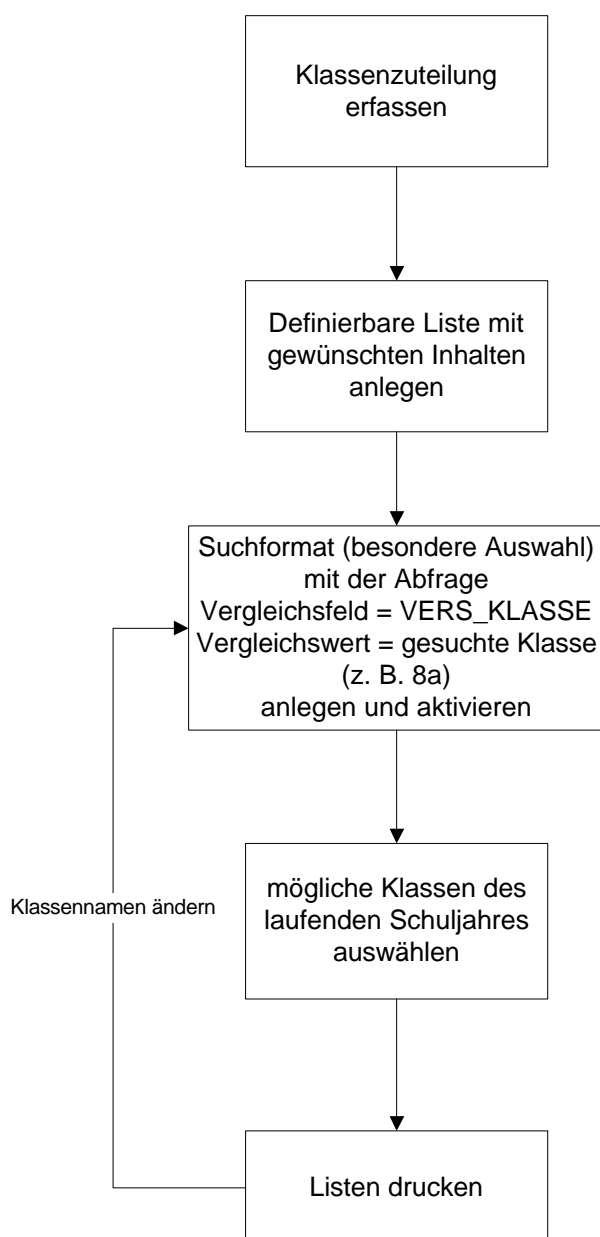 Klassenzuteilung
erfassen
Definierbare Liste mit
gewünschten Inhalten
anlegen
Suchformat (besondere Auswahl)
mit der Abfrage
Vergleichsfeld = VERS_KLASSE
Vergleichswert = gesuchte Klasse
(z. B. 8a)
anlegen und aktivieren
mögliche Klassen des
laufenden Schuljahres
auswählen
Klassennamen ändern
Listen drucken